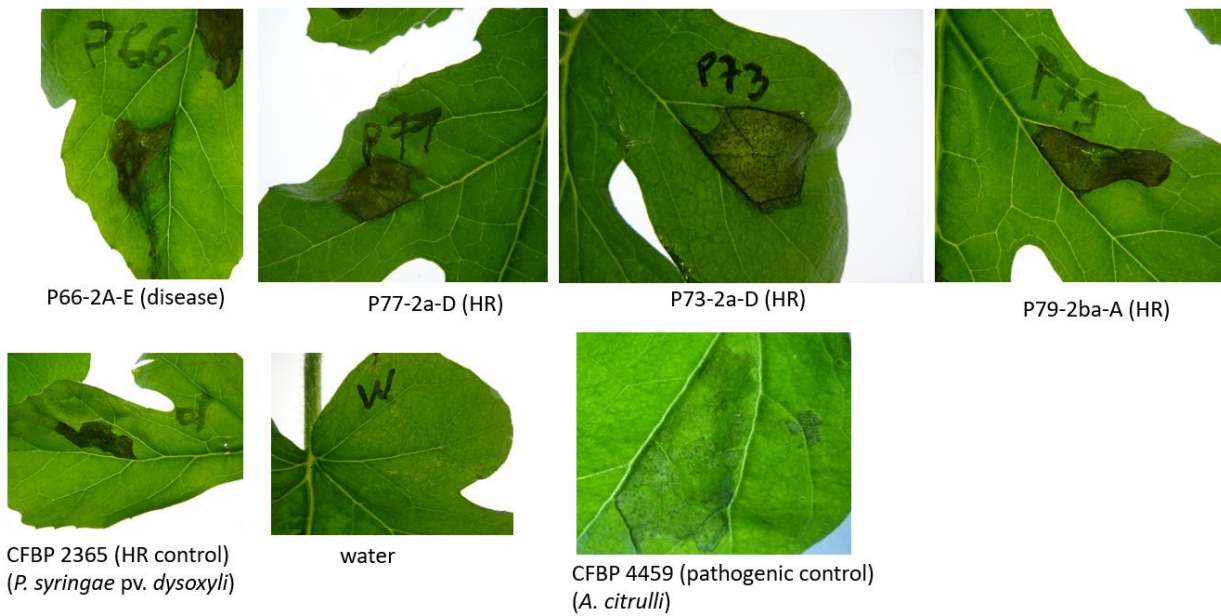 P66
P77
P73
P79
P66-2A-E (disease)
P77-2a-D (HR)
P73-2a-D (HR)
P79-2ba-A (HR)
W
CFBP 2365 (HR control)
(P. syringae pv. dysoxyli)
water
CFBP 4459 (pathogenic control)
(A. citrulli)